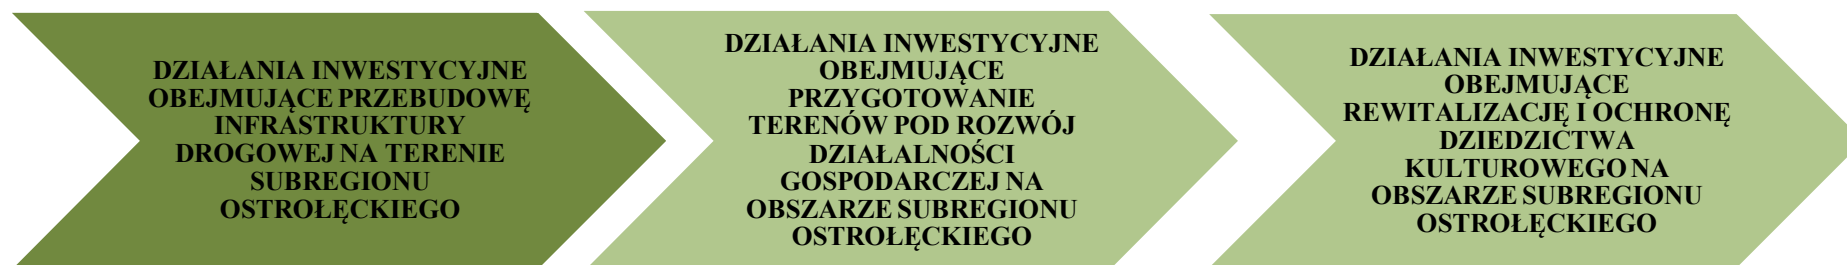 DZIAŁANIA INWESTYCYJNE
OBEJMUJĄCE PRZEBUDOWĘ
INFRASTRUKTURY
DROGOWEJ NA TERENIE
SUBREGIONU
OSTROŁĘCKIEGO
DZIAŁANIA INWESTYCYJNE
OBEJMUJĄCE
PRZYGOTOWANIE
TERENÓW POD ROZWÓJ
DZIAŁALNOŚCI
GOSPODARCZEJ NA
OBSZARZE SUBREGIONU
OSTROŁĘCKIEGO
DZIAŁANIA INWESTYCYJNE
OBEJMUJĄCE
REWITALIZACJĘ I OCHRONĘ
DZIEDZICTWA
KULTUROWEGO NA
OBSZARZE SUBREGIONU
OSTROŁĘCKIEGO